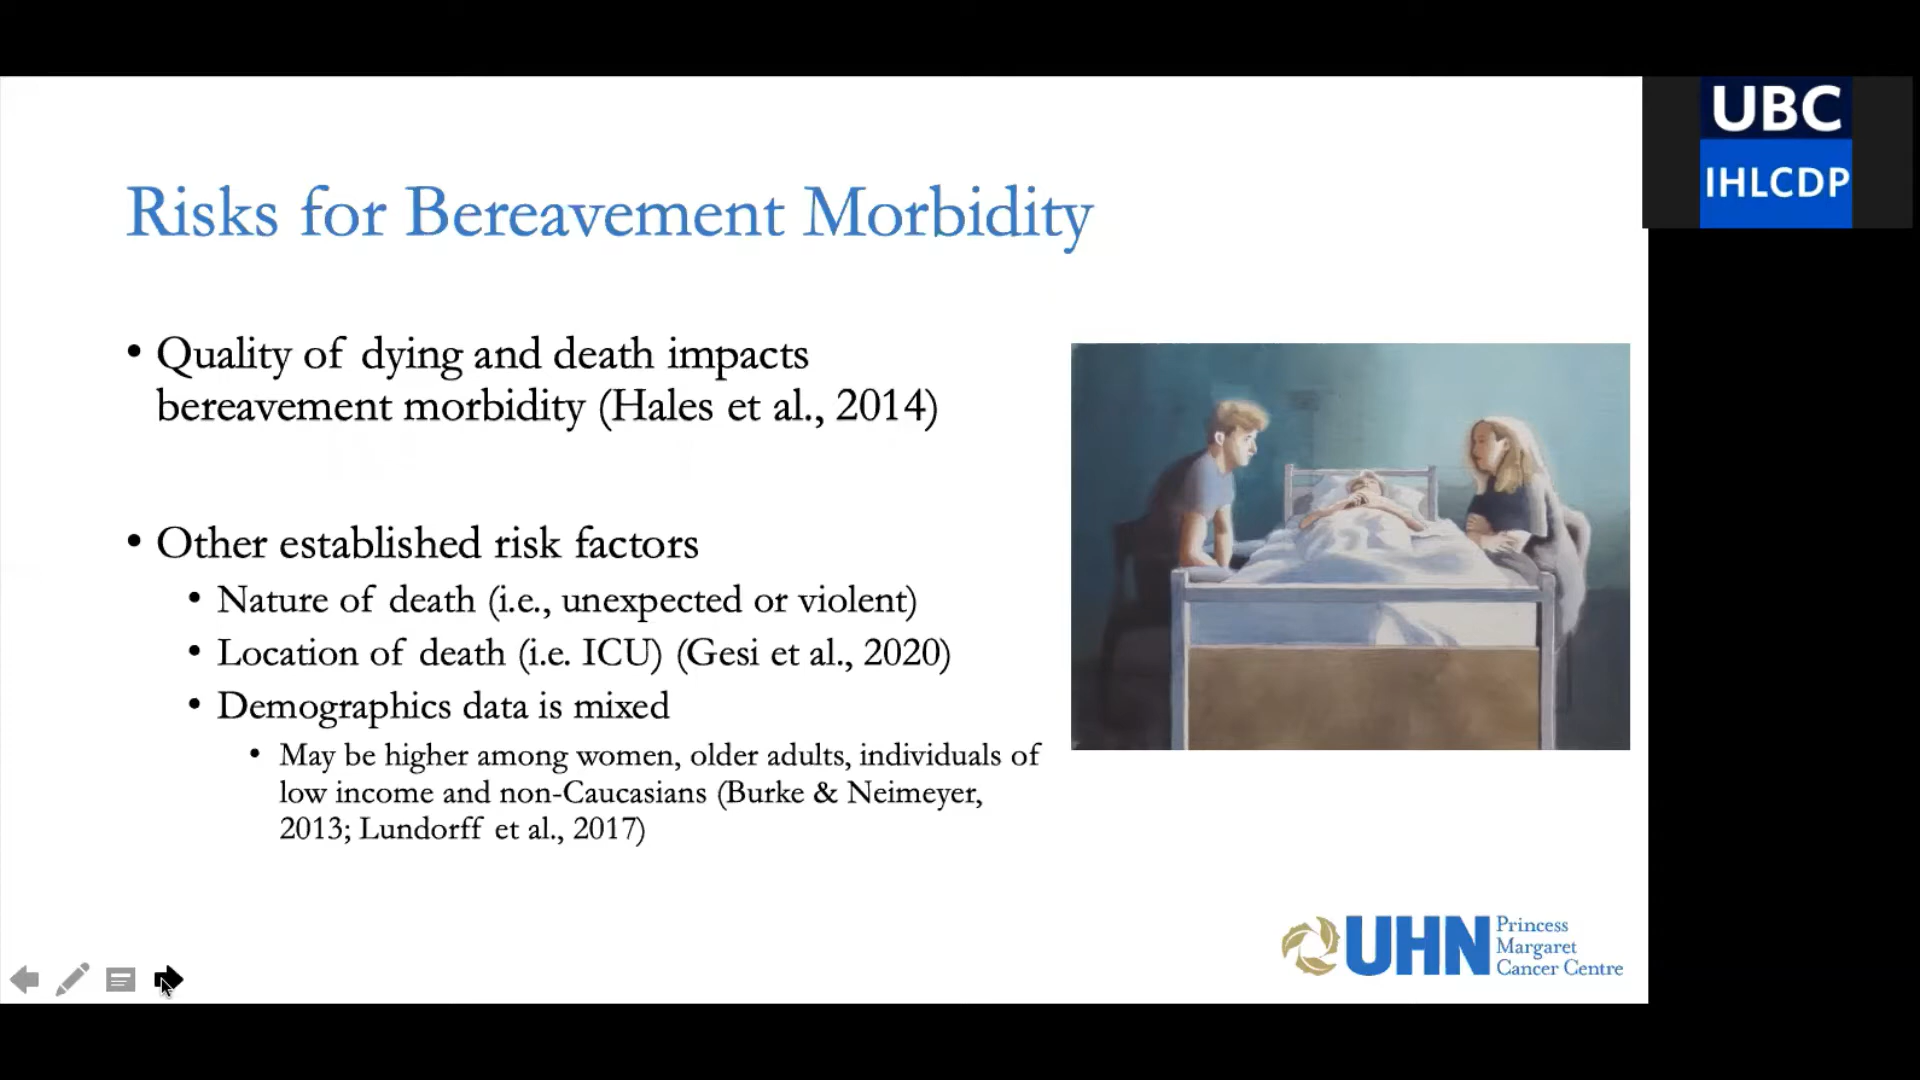 Risks for Bereavement Morbidity
• Quality of dying and death impacts
bereavement morbidity (Hales et al., 2014)
• Other established risk factors
• Nature of death (i.e., unexpected or violent)
• Location of death (i.e. ICU) (Gesi et al., 2020)
• Demographics data is mixed
• May be higher among women, older adults, individuals of
low income and non-Caucasians (Burke & Neimeyer,
2013; Lundorff et al., 2017)
UHN
Princess
Margaret
Cancer Centre
UBC
IHLCDP